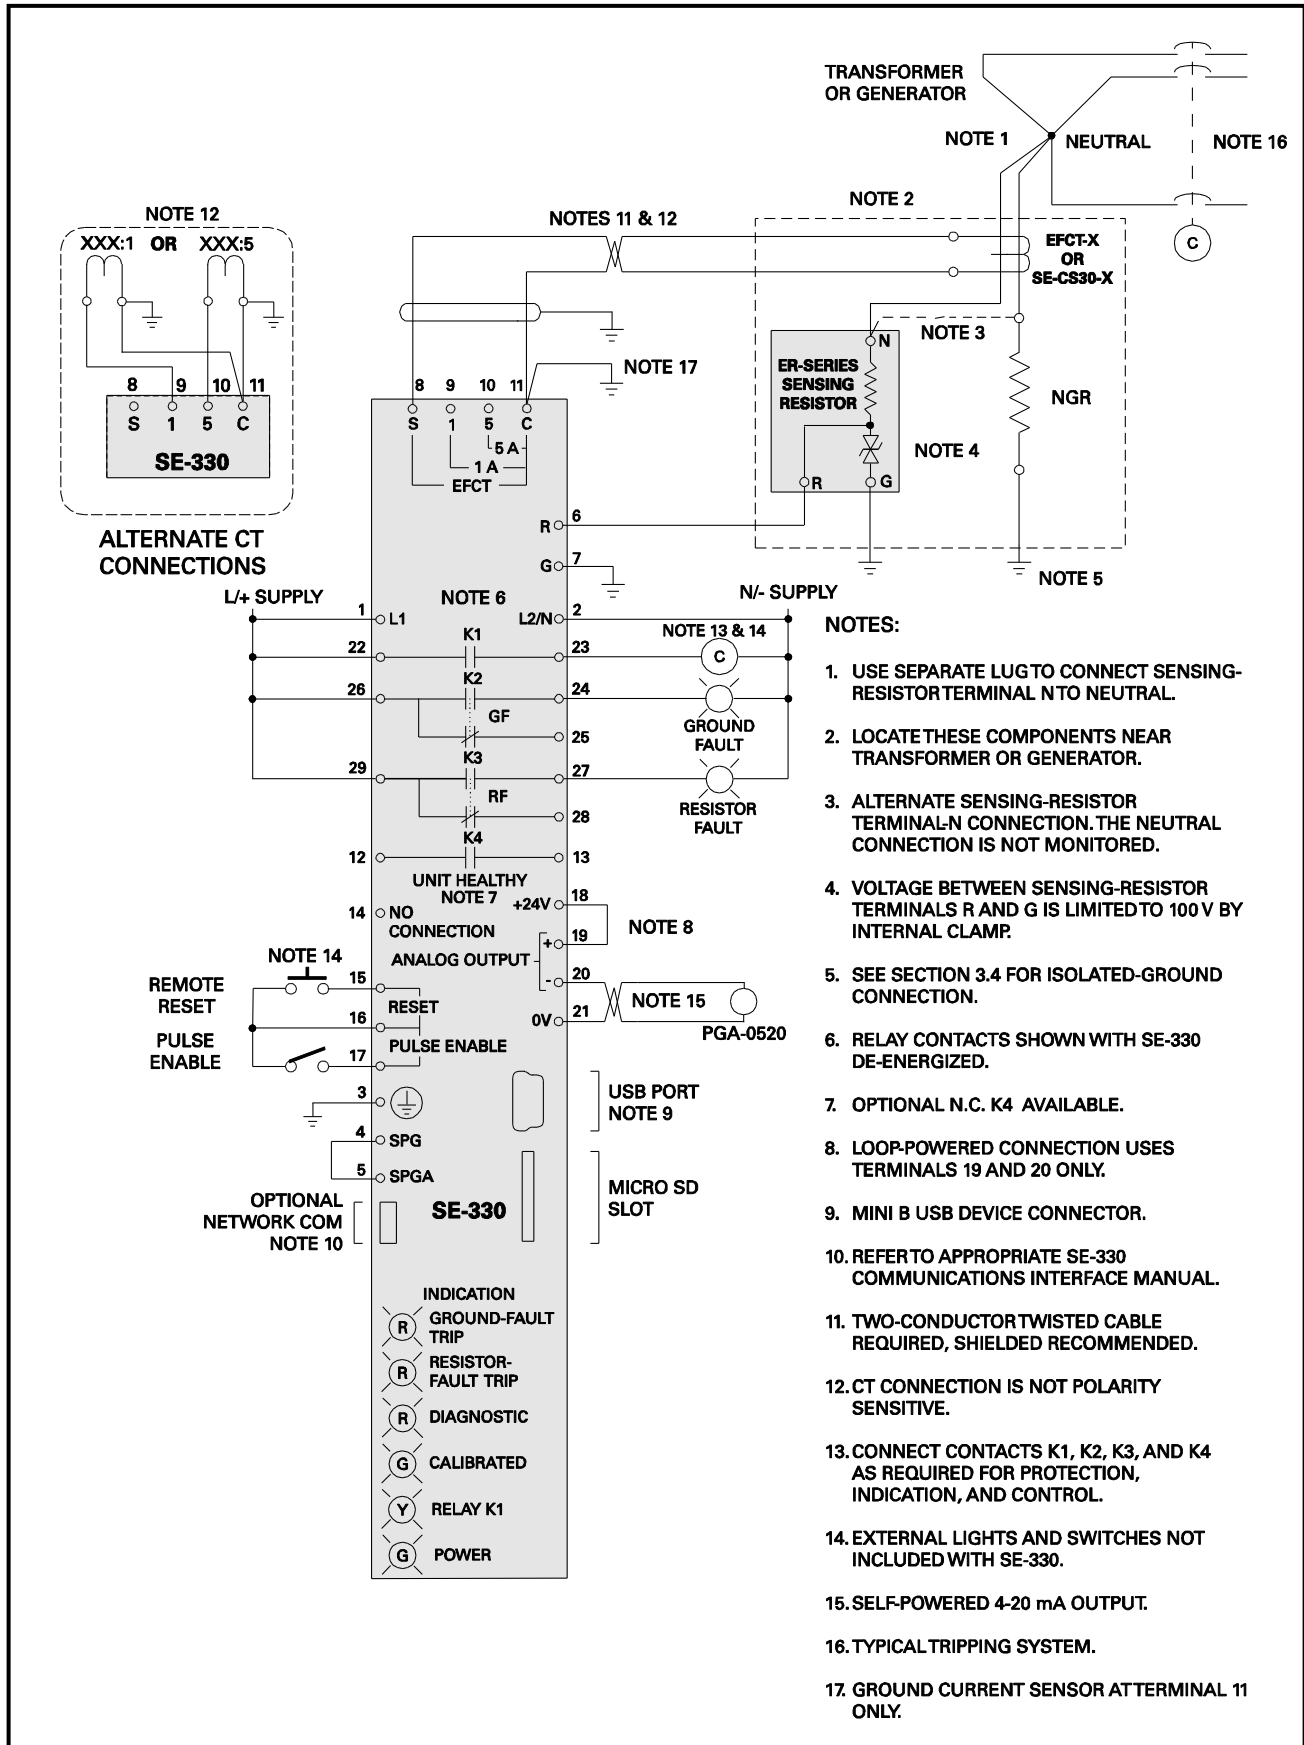 TRANSFORMER
OR GENERATOR
NOTE 1
NEUTRAL
NOTE 16
C
NOTE 2
NOTE 12
XXX:1 OR XXX:5
8 9 10 11
S 1 5 C
SE-330
ALTERNATE CT
CONNECTIONS
NOTES 11 & 12
EFCT-X
OR
SE-CS30-X
NOTE 3
N
ER-SERIES
SENSING
RESISTOR
NGR
NOTE 4
R
G
NOTE 5
NOTE 17
8 9 10 11
S 1 5 C
5 A
1 A
EFCT
R 6
G 7
L/+ SUPPLY
N/- SUPPLY
NOTE 6
1 L1
L2/N 2
NOTE 13 & 14
22 K1 23
C
26 K2 24
GF
GROUND
FAULT
25
29 K3 27
RF
RESISTOR
FAULT
28
12 K4 13
UNIT HEALTHY
NOTE 7
14 NO
CONNECTION
+24V 18
NOTE 8
+ 19
ANALOG OUTPUT
- 20
NOTE 15
0V 21
PGA-0520
NOTE 14
REMOTE
RESET
15
RESET
16
PULSE
ENABLE
PULSE ENABLE
17
3
4 SPG
5 SPGA
USB PORT
NOTE 9
MICRO SD
SLOT
OPTIONAL
NETWORK COM
NOTE 10
SE-330
INDICATION
R GROUND-FAULT
TRIP
R RESISTOR-
FAULT TRIP
R DIAGNOSTIC
G CALIBRATED
Y RELAY K1
G POWER
NOTES:
1. USE SEPARATE LUG TO CONNECT SENSING-
RESISTOR TERMINAL N TO NEUTRAL.
2. LOCATE THESE COMPONENTS NEAR
TRANSFORMER OR GENERATOR.
3. ALTERNATE SENSING-RESISTOR
TERMINAL-N CONNECTION. THE NEUTRAL
CONNECTION IS NOT MONITORED.
4. VOLTAGE BETWEEN SENSING-RESISTOR
TERMINALS R AND G IS LIMITED TO 100 V BY
INTERNAL CLAMP.
5. SEE SECTION 3.4 FOR ISOLATED-GROUND
CONNECTION.
6. RELAY CONTACTS SHOWN WITH SE-330
DE-ENERGIZED.
7. OPTIONAL N.C. K4 AVAILABLE.
8. LOOP-POWERED CONNECTION USES
TERMINALS 19 AND 20 ONLY.
9. MINI B USB DEVICE CONNECTOR.
10. REFER TO APPROPRIATE SE-330
COMMUNICATIONS INTERFACE MANUAL.
11. TWO-CONDUCTOR TWISTED CABLE
REQUIRED, SHIELDED RECOMMENDED.
12. CT CONNECTION IS NOT POLARITY
SENSITIVE.
13. CONNECT CONTACTS K1, K2, K3, AND K4
AS REQUIRED FOR PROTECTION,
INDICATION, AND CONTROL.
14. EXTERNAL LIGHTS AND SWITCHES NOT
INCLUDED WITH SE-330.
15. SELF-POWERED 4-20 mA OUTPUT.
16. TYPICAL TRIPPING SYSTEM.
17. GROUND CURRENT SENSOR AT TERMINAL 11
ONLY.